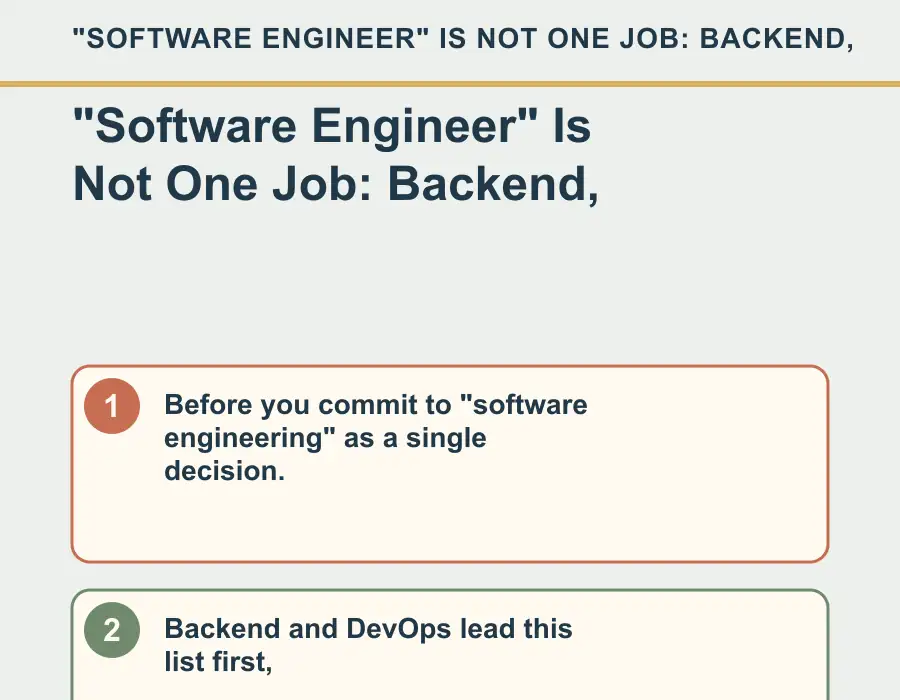 "SOFTWARE ENGINEER" IS NOT ONE JOB: BACKEND,
"Software Engineer" Is
Not One Job: Backend,
1
Before you commit to "software
engineering" as a single
decision.
2
Backend and DevOps lead this
list first,